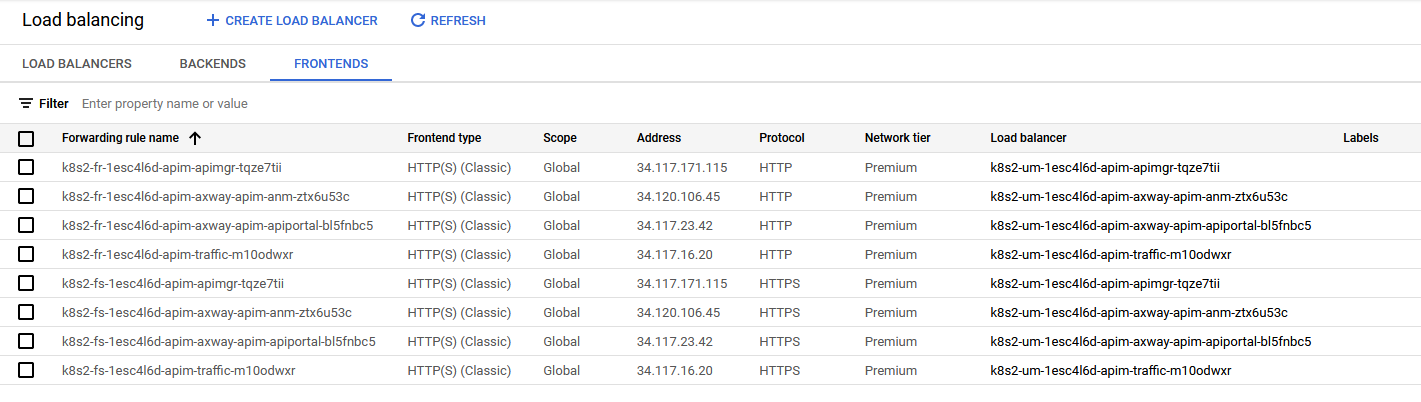 Load balancing CREATE LOAD BALANCER REFRESH
LOAD BALANCERS BACKENDS FRONTENDS
Filter Enter property name or value
Forwarding rule name Frontend type Scope Address Protocol Network tier Load balancer Labels
k8s2-fr-1esc4l6d-apim-apimgr-tqze7tii HTTP(S) (Classic) Global 34.117.171.115 HTTP Premium k8s2-um-1esc4l6d-apim-apimgr-tqze7tii
k8s2-fr-1esc4l6d-apim-axway-apim-anm-ztx6u53c HTTP(S) (Classic) Global 34.120.106.45 HTTP Premium k8s2-um-1esc4l6d-apim-axway-apim-anm-ztx6u53c
k8s2-fr-1esc4l6d-apim-axway-apim-apiportal-bl5fnbc5 HTTP(S) (Classic) Global 34.117.23.42 HTTP Premium k8s2-um-1esc4l6d-apim-axway-apim-apiportal-bl5fnbc5
k8s2-fr-1esc4l6d-apim-traffic-m10odwxr HTTP(S) (Classic) Global 34.117.16.20 HTTP Premium k8s2-um-1esc4l6d-apim-traffic-m10odwxr
k8s2-fs-1esc4l6d-apim-apimgr-tqze7tii HTTP(S) (Classic) Global 34.117.171.115 HTTPS Premium k8s2-um-1esc4l6d-apim-apimgr-tqze7tii
k8s2-fs-1esc4l6d-apim-axway-apim-anm-ztx6u53c HTTP(S) (Classic) Global 34.120.106.45 HTTPS Premium k8s2-um-1esc4l6d-apim-axway-apim-anm-ztx6u53c
k8s2-fs-1esc4l6d-apim-axway-apim-apiportal-bl5fnbc5 HTTP(S) (Classic) Global 34.117.23.42 HTTPS Premium k8s2-um-1esc4l6d-apim-axway-apim-apiportal-bl5fnbc5
k8s2-fs-1esc4l6d-apim-traffic-m10odwxr HTTP(S) (Classic) Global 34.117.16.20 HTTPS Premium k8s2-um-1esc4l6d-apim-traffic-m10odwxr